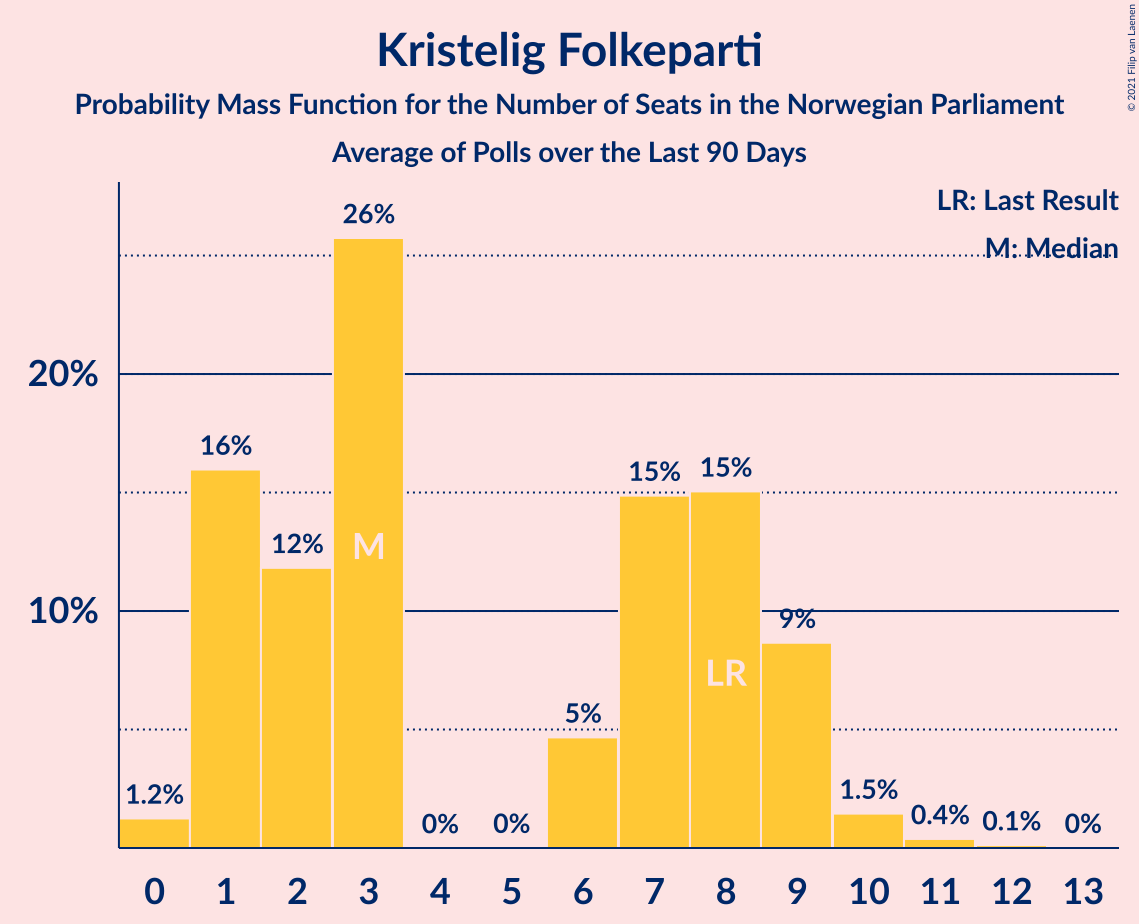 Kristelig Folkeparti
Probability Mass Function for the Number of Seats in the Norwegian Parliament
Average of Polls over the Last 90 Days
© 2021 Filip van Laenen
LR: Last Result
M: Median
20%
10%
1.2%
16%
12%
26%
0%
0%
5%
15%
15%
9%
1.5%
0.4%
0.1%
0%
M
LR
0 1 2 3 4 5 6 7 8 9 10 11 12 13